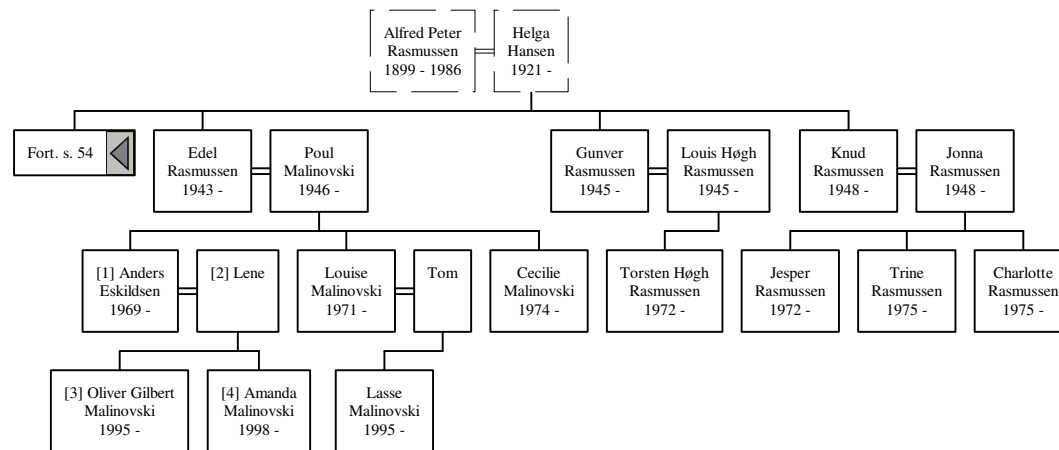 Alfred Peter
Rasmussen
1899 - 1986
Helga
Hansen
1921 -
Fort. s. 54
Edel
Rasmussen
1943 -
Poul
Malinovski
1946 -
Gunver
Rasmussen
1945 -
Louis Høgh
Rasmussen
1945 -
Knud
Rasmussen
1948 -
Jonna
Rasmussen
1948 -
[1] Anders
Eskildsen
1969 -
[2] Lene
Louise
Malinovski
1971 -
Tom
Cecilie
Malinovski
1974 -
Torsten Høgh
Rasmussen
1972 -
Jesper
Rasmussen
1972 -
Trine
Rasmussen
1975 -
Charlotte
Rasmussen
1975 -
[3] Oliver Gilbert
Malinovski
1995 -
[4] Amanda
Malinovski
1998 -
Lasse
Malinovski
1995 -